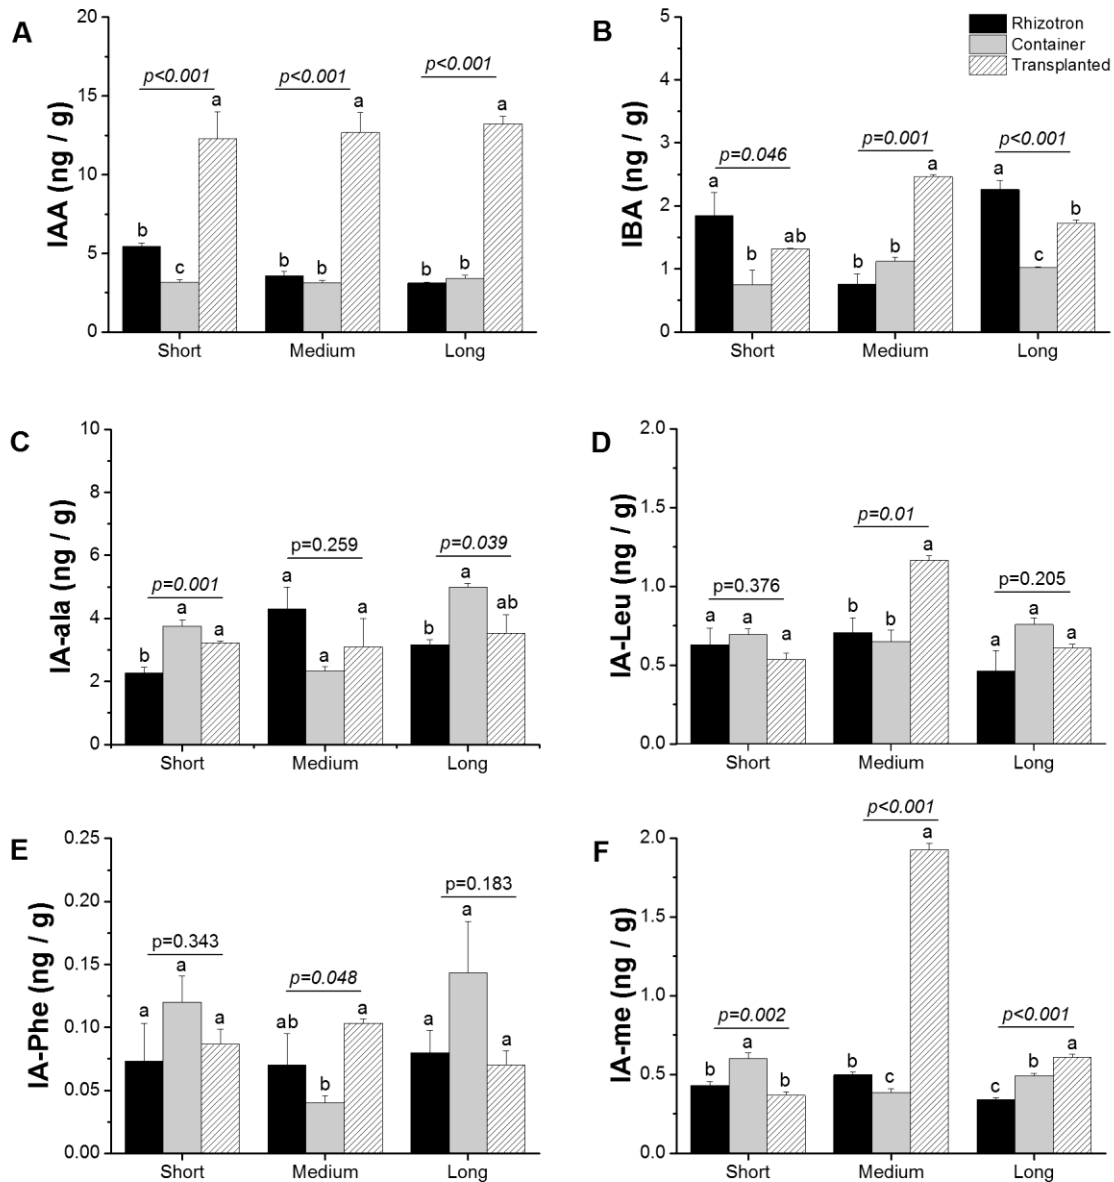 A
IAA (ng / g)
20
15
10
5
0
p<0.001
p<0.001
p<0.001
b
c
a
b
b
a
b
b
a
Short
Medium
Long
B
IBA (ng / g)
5
4
3
2
1
0
Rhizotron
Container
Transplanted
p=0.046
p=0.001
p<0.001
a
b
ab
b
b
a
a
c
b
Short
Medium
Long
C
IA-ala (ng / g)
10
8
6
4
2
0
p=0.001
p=0.259
p=0.039
b
a
a
a
a
a
b
a
ab
Short
Medium
Long
D
IA-Leu (ng / g)
2.0
1.5
1.0
0.5
0.0
p=0.376
p=0.01
p=0.205
a
a
a
b
b
a
a
a
a
Short
Medium
Long
E
IA-Phe (ng / g)
0.25
0.20
0.15
0.10
0.05
0.00
p=0.343
p=0.048
p=0.183
a
a
a
ab
b
a
a
a
a
Short
Medium
Long
F
IA-me (ng / g)
2.0
1.5
1.0
0.5
0.0
p=0.002
p<0.001
p<0.001
b
a
b
b
c
a
c
b
a
Short
Medium
Long